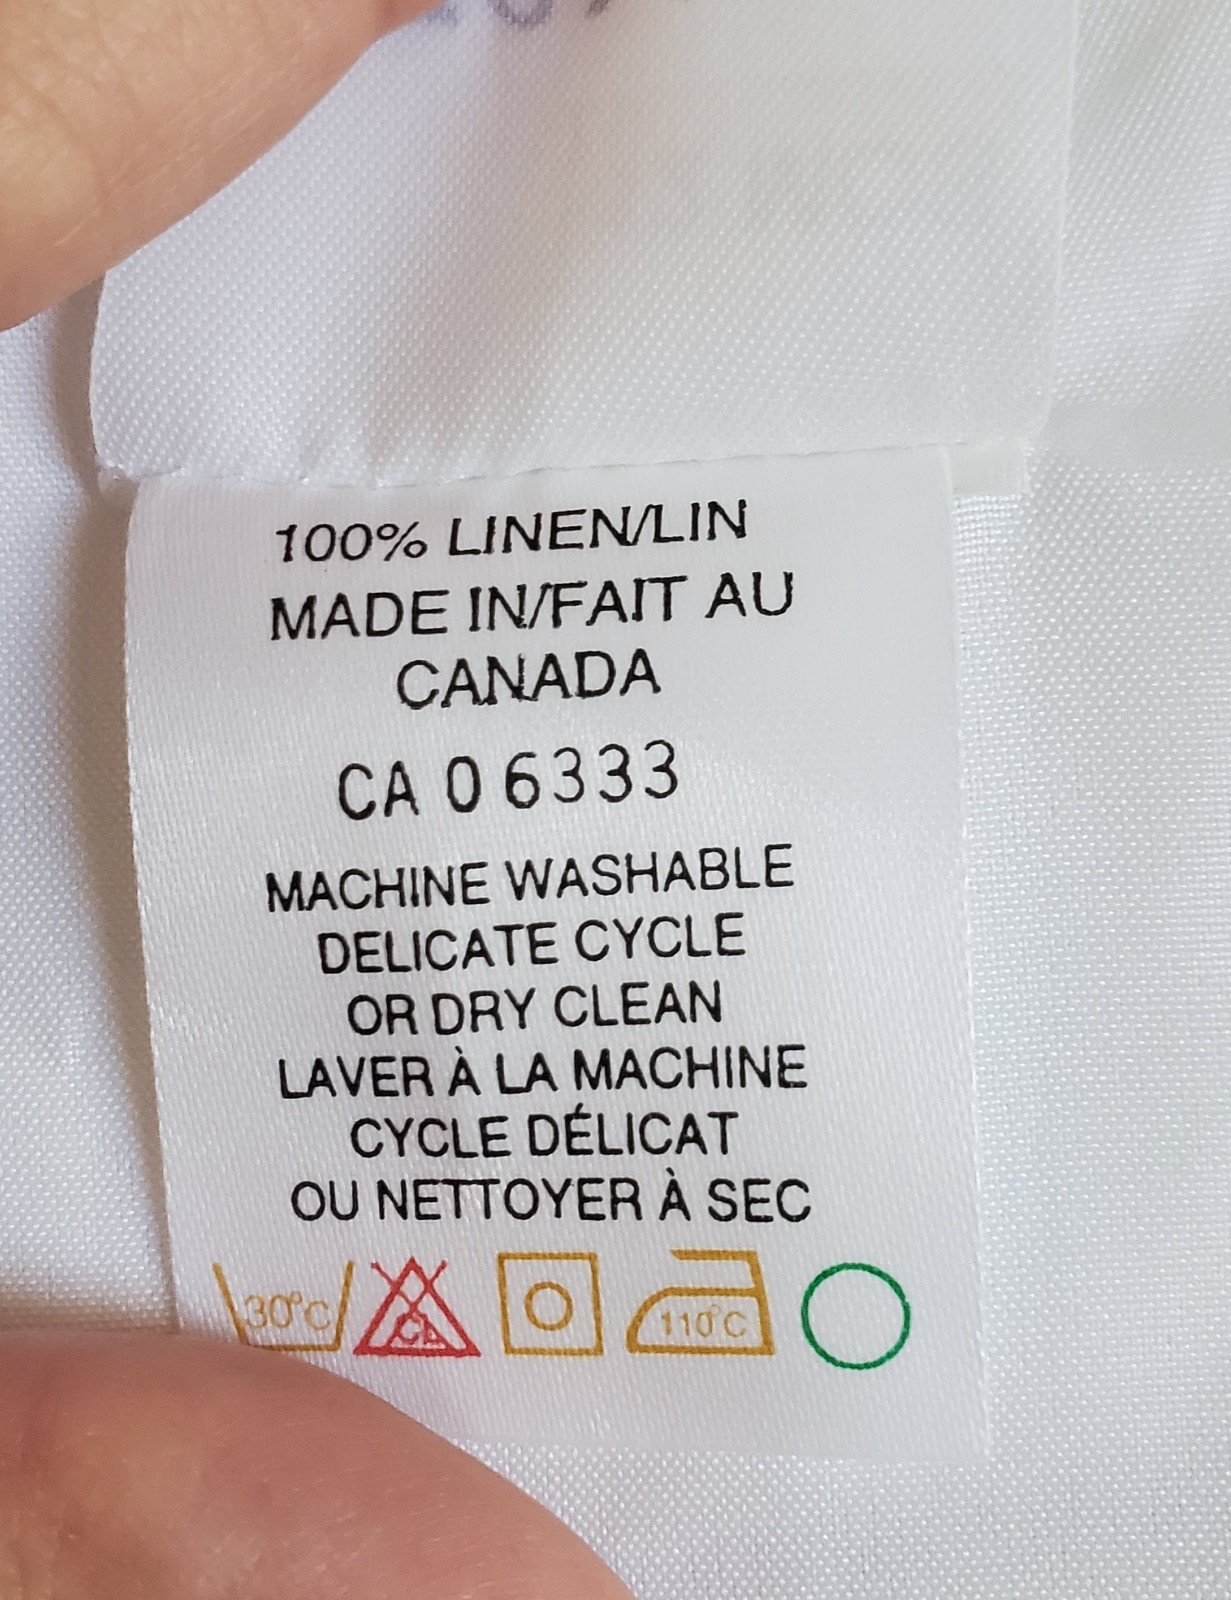 100% LINEN/LIN
MADE IN/FAIT AU
CANADA
CA 0 6333
MACHINE WASHABLE
DELICATE CYCLE
OR DRY CLEAN
LAVER À LA MACHINE
CYCLE DÉLICAT
OU NETTOYER À SEC
30°C CL 110°C